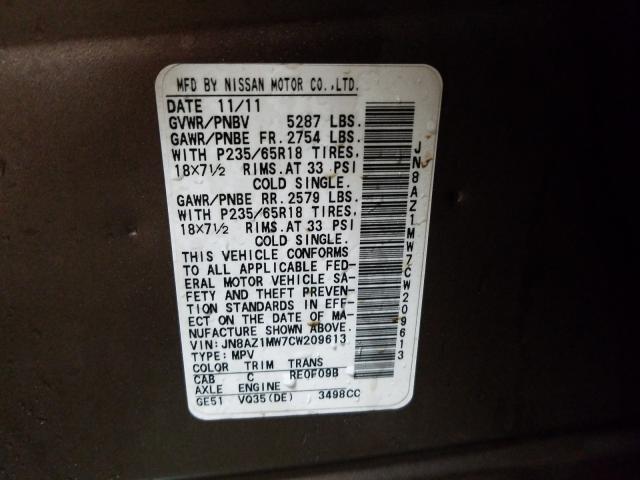 MFD BY NISSAN MOTOR CO.,LTD.
DATE 11/11
GVWR/PNBV 5287 LBS.
GAWR/PNBE FR. 2754 LBS.
WITH P235/65R18 TIRES,
18X7½ RIMS.AT 33 PSI
COLD SINGLE.
GAWR/PNBE RR. 2579 LBS.
WITH P235/65R18 TIRES,
18X7½ RIMS.AT 33 PSI
COLD SINGLE.
THIS VEHICLE CONFORMS
TO ALL APPLICABLE FED-
ERAL MOTOR VEHICLE SA-
FETY AND THEFT PREVEN-
TION STANDARDS IN EFF-
ECT ON THE DATE OF MA-
NUFACTURE SHOWN ABOVE.
VIN: JN8AZ1MW7CW209613
TYPE: MPV
COLOR TRIM TRANS
CAB C RE0F09B
AXLE ENGINE
GE51 VQ35(DE) 3498CC
JN8AZ1MW7CW209613